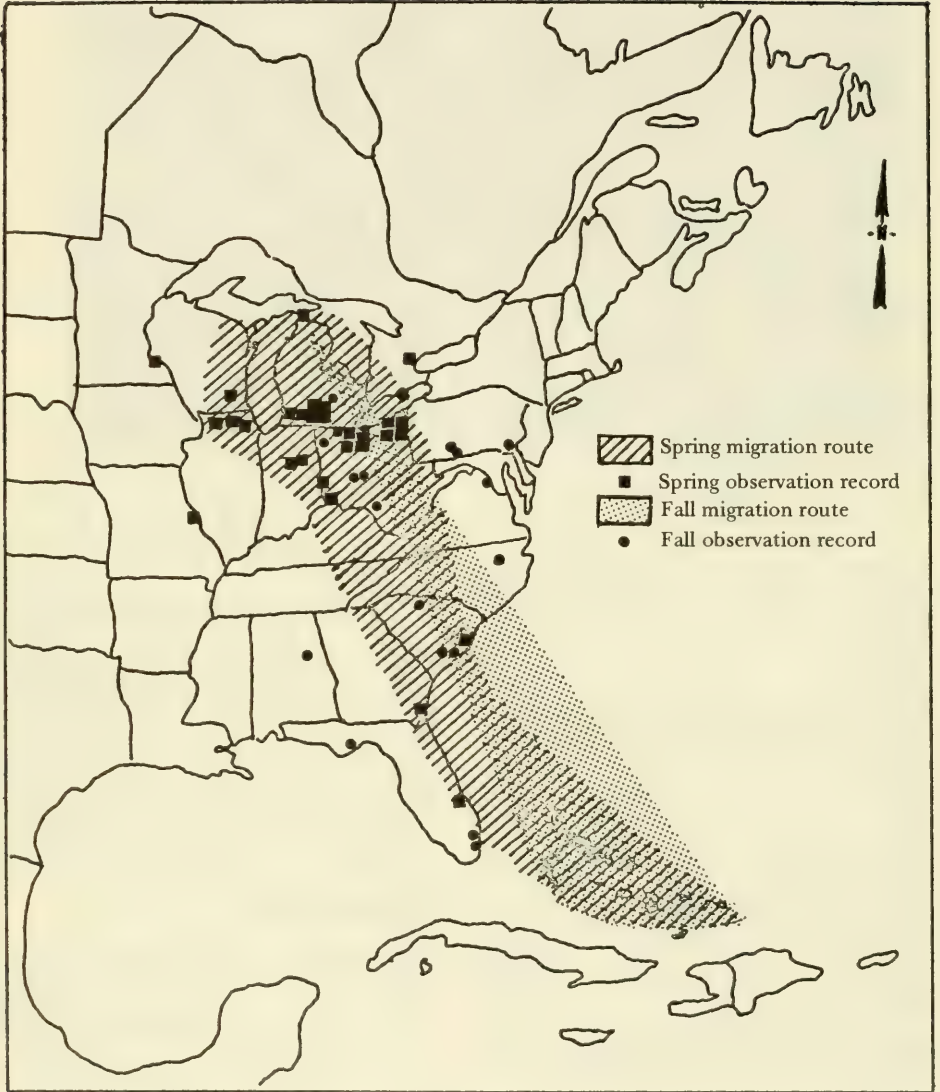 N
Spring migration route
Spring observation record
Fall migration route
Fall observation record